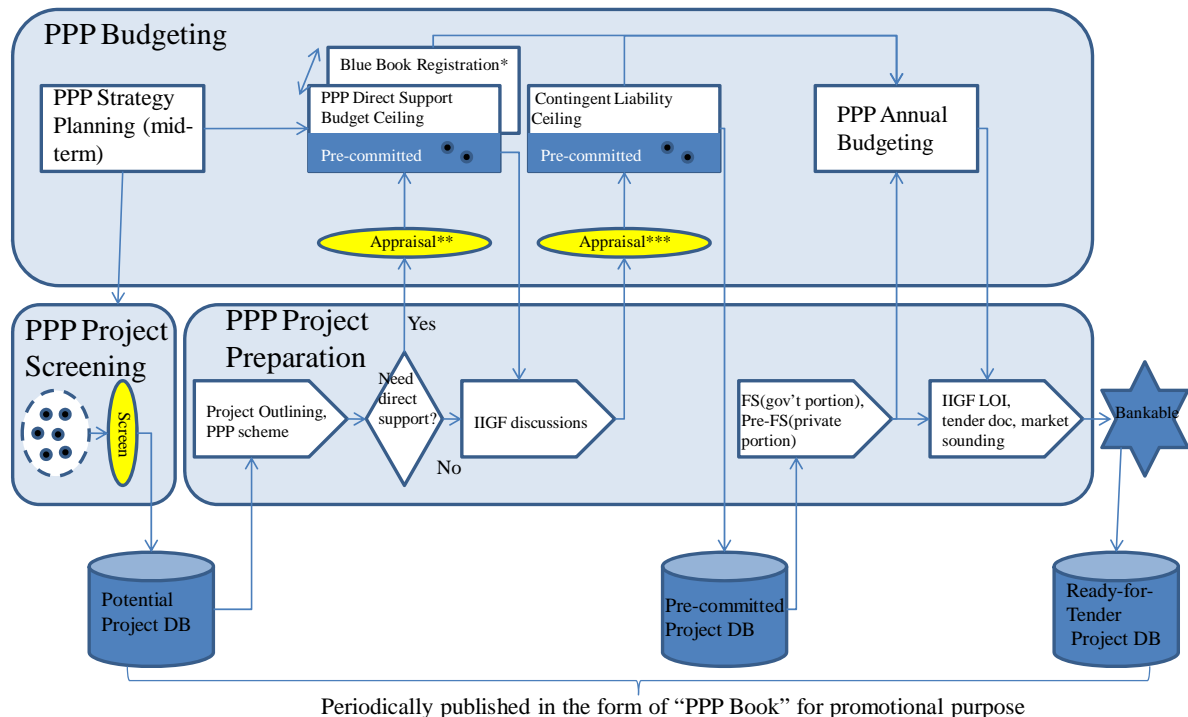 PPP Budgeting
Blue Book Registration*
PPP Strategy
Planning (mid-
term)
PPP Direct Support
Budget Ceiling
Pre-committed
Contingent Liability
Ceiling
Pre-committed
PPP Annual
Budgeting
Appraisal**
Appraisal***
PPP Project
Screening
Screen
PPP Project
Preparation
Yes
Project Outlining,
PPP scheme
Need
direct
support?
No
IIGF discussions
FS(gov't portion),
Pre-FS(private
portion)
IIGF LOI,
tender doc, market
sounding
Bankable
Potential
Project DB
Pre-committed
Project DB
Ready-for-
Tender
Project DB
Periodically published in the form of “PPP Book” for promotional purpose